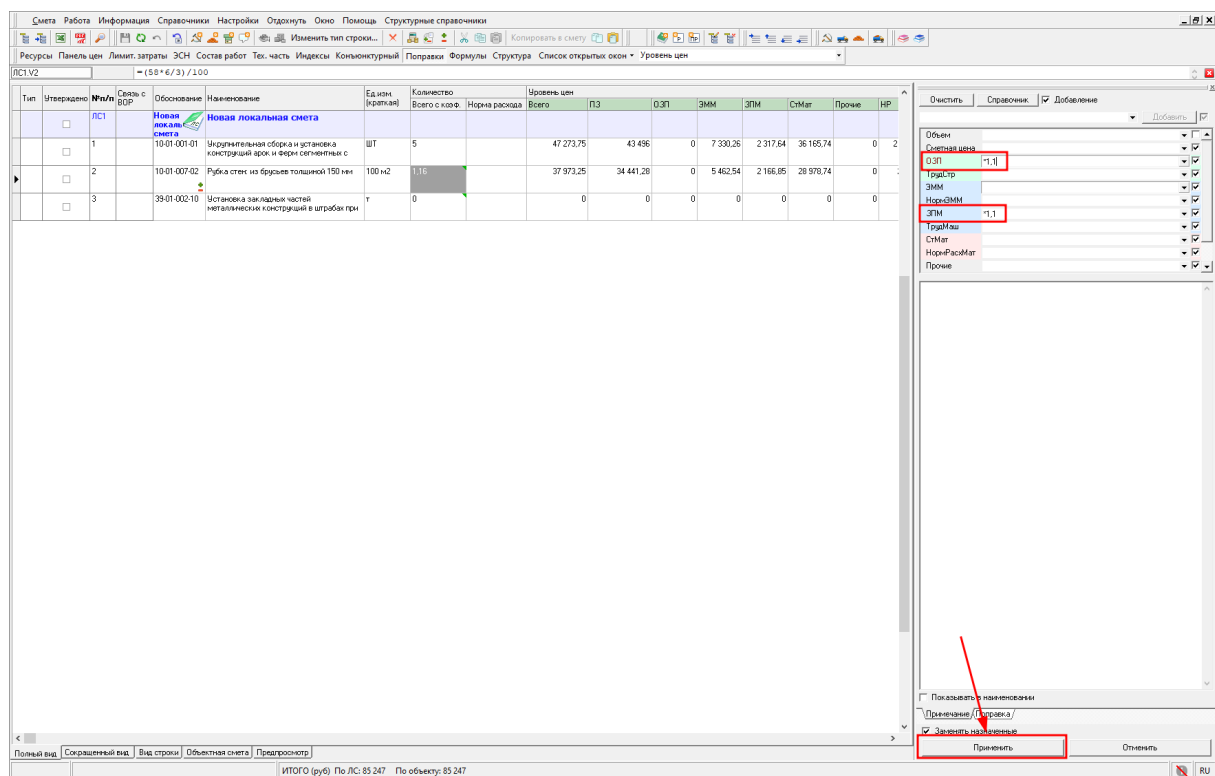 Смета Работа Информация Справочники Настройки Отдохнуть Окно Помощь Структурные справочники
Изменить тип строки... Копировать в смету
Ресурсы Панель цен Лимит. затраты ЭСН Состав работ Тех. часть Индексы Конъюнктурный Поправки Формулы Структура Список открытых окон Уровень цен
ЛС1.V2 =(58*6/3)/100
Тип Утверждено №п/п Связь с ВОР Обоснование Наименование Ед.изм. (краткая) Количество Уровень цен
Всего с коэф. Норма расхода Всего ПЗ ОЗП ЭММ ЗПМ СтМат Прочие НР
ЛС1 Новая локальная смета Новая локальная смета
1 10-01-001-01 Укрупнительная сборка и установка ШТ 5 47 273,75 43 496 0 7 330,26 2 317,64 36 165,74 0 2
конструкций арок и ферм сегментных с
2 10-01-007-02 Рубка стен: из брусьев толщиной 150 мм 100 м2 1,16 37 973,25 34 441,28 0 5 462,54 2 166,85 28 978,74 0
3 39-01-002-10 Установка закладных частей т 0 0 0 0 0 0 0 0
металлических конструкций в штрабах при
Очистить Справочник Добавление
Добавить
Объем
Сметная цена
ОЗП *1,1
ТрудСтр
ЭММ
НормЭММ
ЗПМ *1,1
ТрудМаш
СтМат
НормРасхМат
Прочие
Показывать в наименовании
Примечание Поправка
Заменять назначенные
Применить Отменить
Полный вид Сокращенный вид Вид строки Объектная смета Предпросмотр
ИТОГО (руб) По ЛС: 85 247 По объекту: 85 247 RU